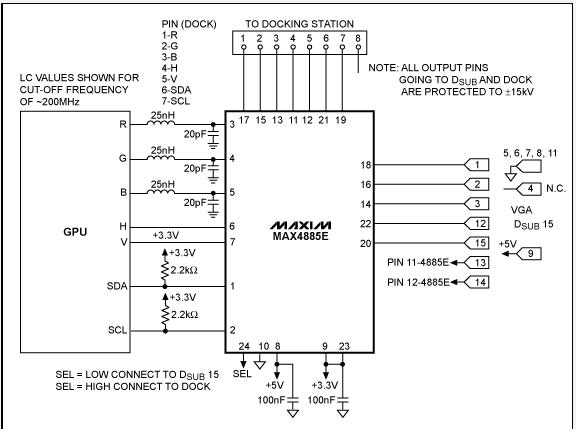 PIN (DOCK)
1-R
2-G
3-B
4-H
5-V
6-SDA
7-SCL
TO DOCKING STATION
1 2 3 4 5 6 7 8
NOTE: ALL OUTPUT PINS
GOING TO DSUB AND DOCK
ARE PROTECTED TO ±15kV
LC VALUES SHOWN FOR
CUT-OFF FREQUENCY
OF ~200MHz
17 15 13 11 12 21 19
R 25nH 3
20pF
G 25nH 4
20pF
B 25nH 5
20pF
GPU
H 6
V +3.3V 7
+3.3V
2.2kΩ
SDA 1
+3.3V
2.2kΩ
SCL 2
MAXIM
MAX4885E
18 1
16 2
14 3
22 12
20 15
PIN 11-4885E 13
PIN 12-4885E 14
5, 6, 7, 8, 11
4 N.C.
VGA
DSUB 15
+5V
9
24 10 8 9 23
SEL
+5V
100nF
+3.3V
100nF
SEL = LOW CONNECT TO DSUB 15
SEL = HIGH CONNECT TO DOCK